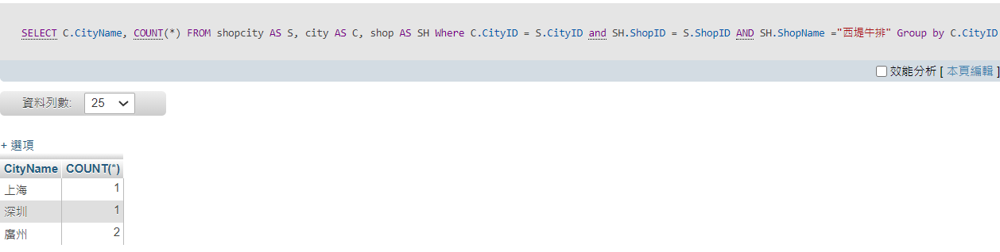 SELECT C.CityName, COUNT(*) FROM shopcity AS S, city AS C, shop AS SH Where C.CityID = S.CityID and SH.ShopID = S.ShopID AND SH.ShopName ="西堤牛排" Group by C.CityID
效能分析 [ 本頁編輯 ]
資料列數: 25
+ 選項
CityName COUNT(*)
上海 1
深圳 1
廣州 2